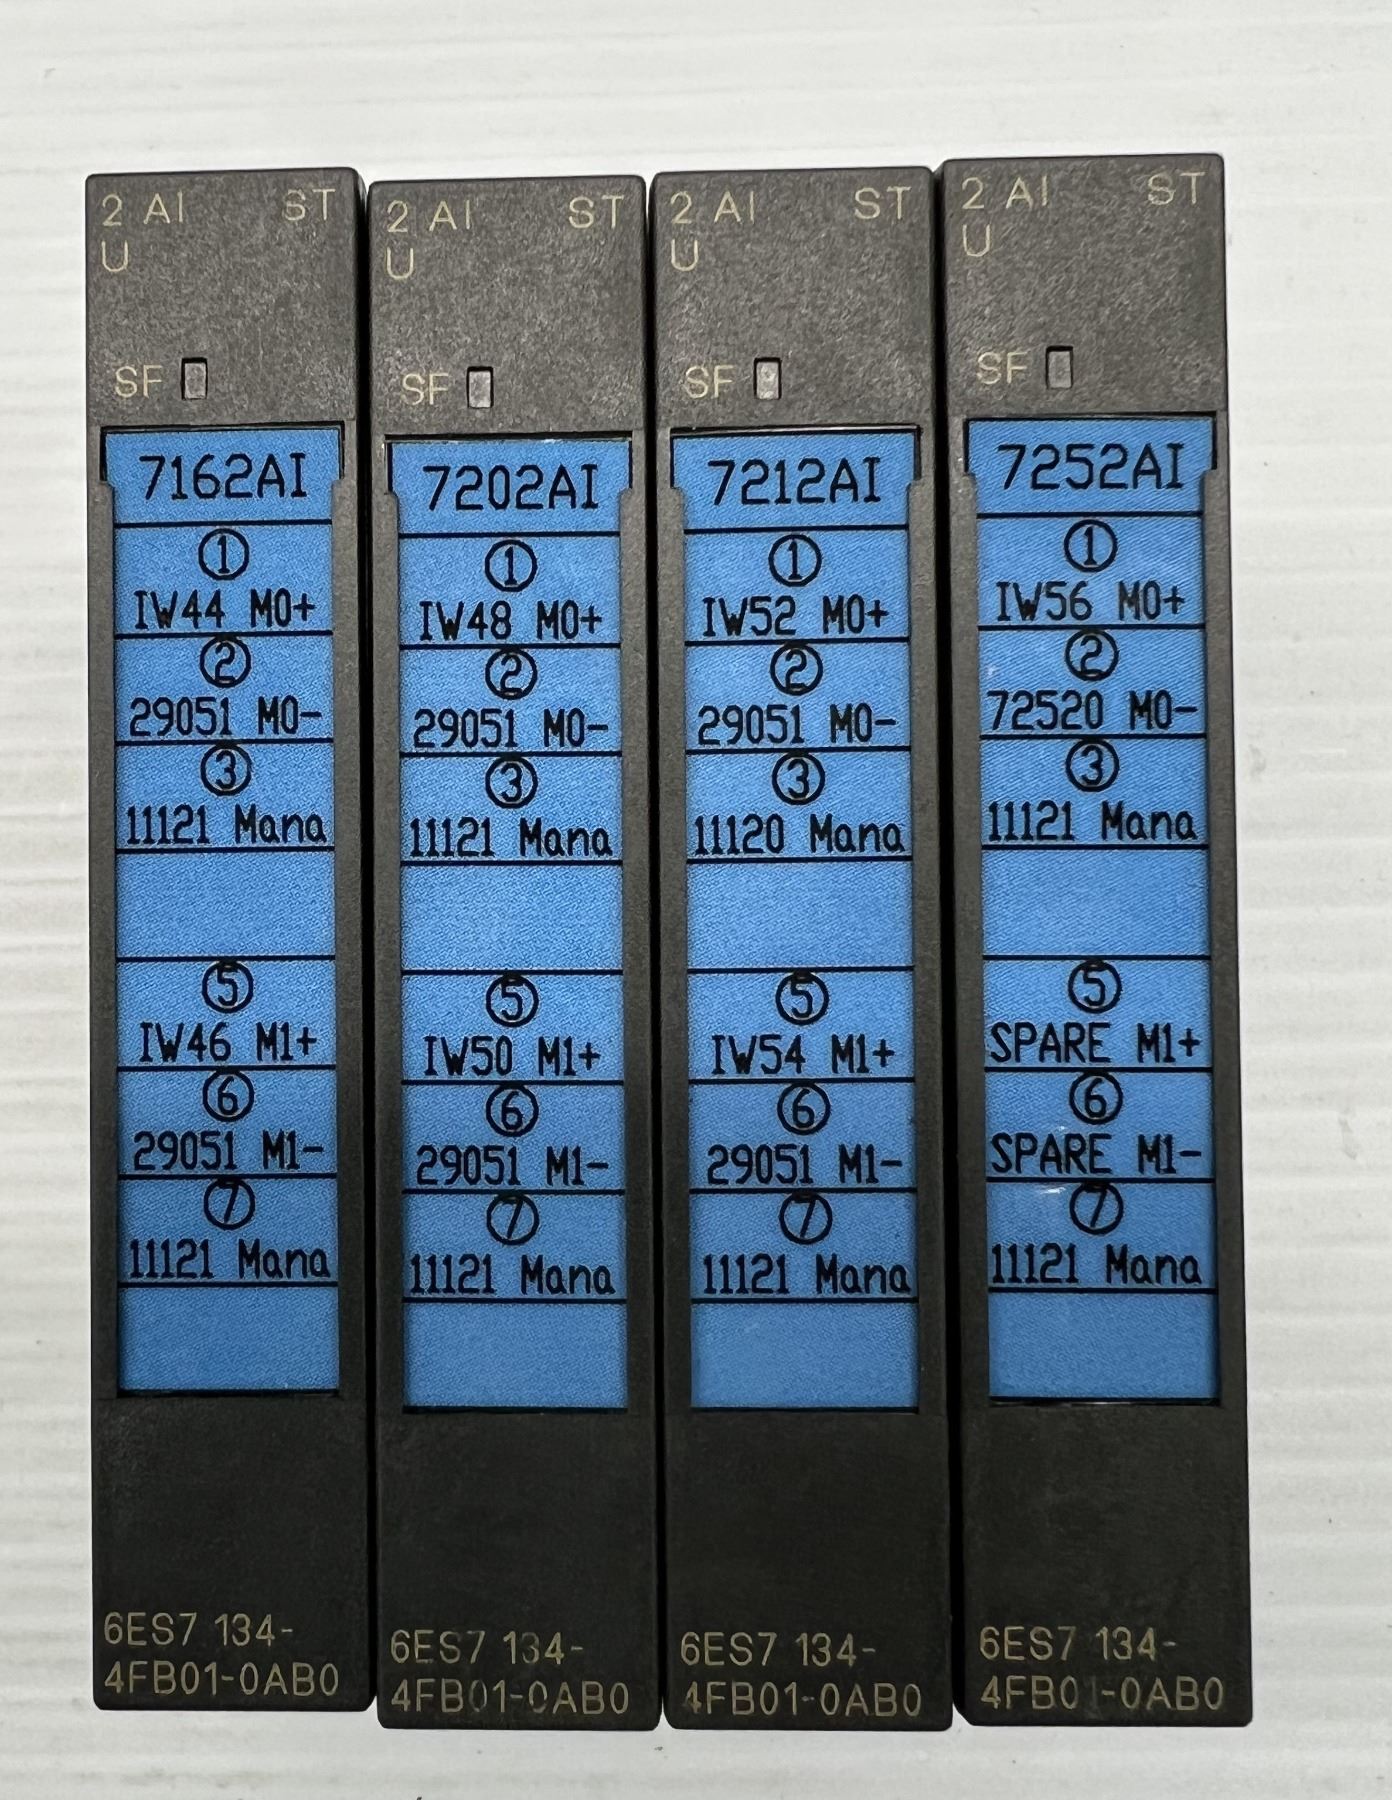 2 AI ST
U
SF
7162AI
1
IW44 M0+
2
29051 M0-
3
11121 Mana
5
IW46 M1+
6
29051 M1-
7
11121 Mana
6ES7 134-
4FB01-0AB0
2 AI ST
U
SF
7202AI
1
IW48 M0+
2
29051 M0-
3
11121 Mana
5
IW50 M1+
6
29051 M1-
7
11121 Mana
6ES7 134-
4FB01-0AB0
2 AI ST
U
SF
7212AI
1
IW52 M0+
2
29051 M0-
3
11120 Mana
5
IW54 M1+
6
29051 M1-
7
11121 Mana
6ES7 134-
4FB01-0AB0
2 AI ST
U
SF
7252AI
1
IW56 M0+
2
72520 M0-
3
11121 Mana
5
SPARE M1+
6
SPARE M1-
7
11121 Mana
6ES7 134-
4FB01-0AB0